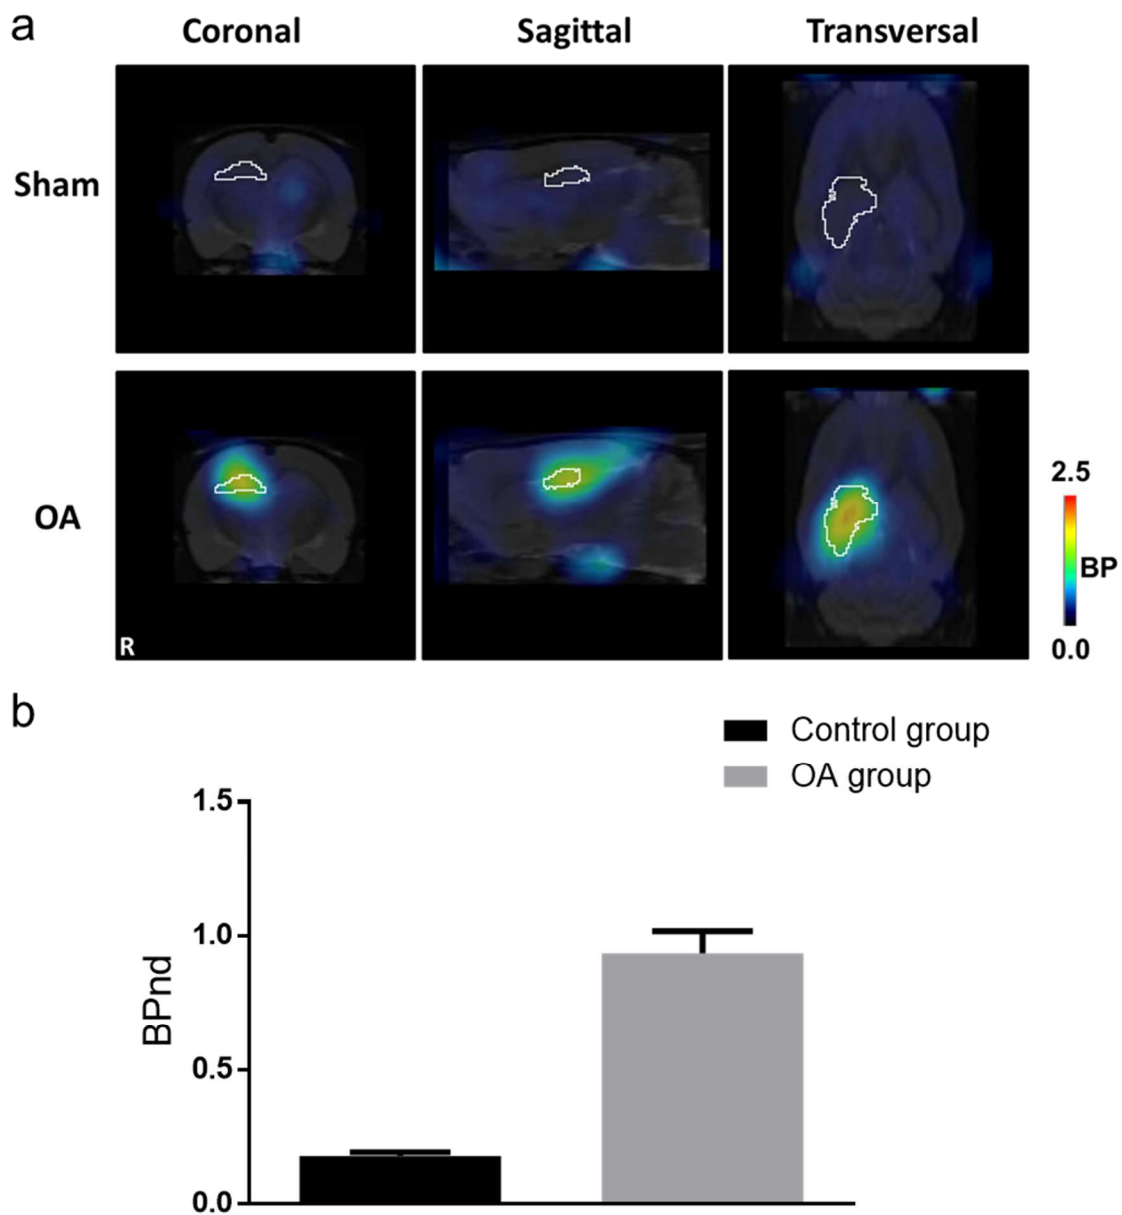 a
Coronal Sagittal Transversal
Sham
OA
R
2.5
BP
0.0
b
Control group
OA group
1.5
1.0
0.5
0.0
BPnd